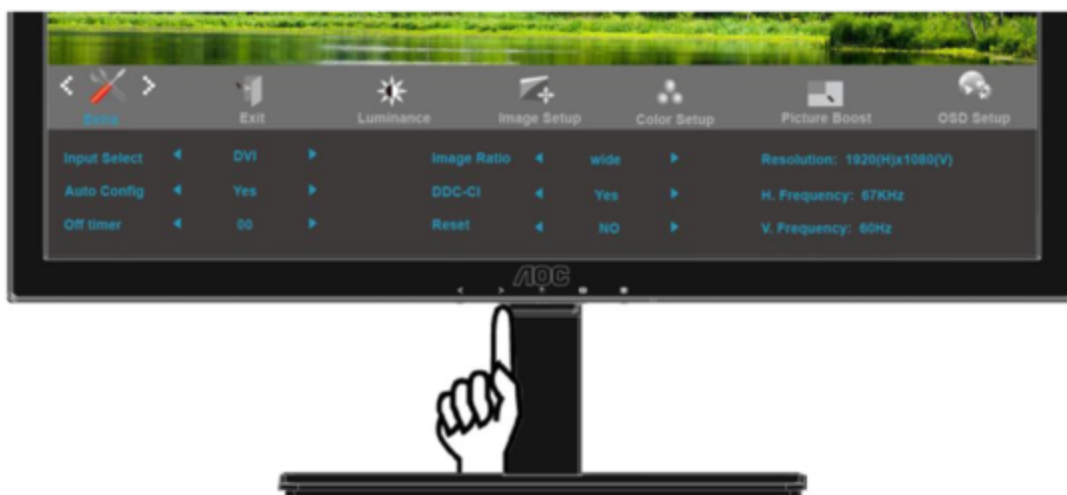 Extra
Exit
Luminance
Image Setup
Color Setup
Picture Boost
OSD Setup
Input Select DVI Image Ratio wide Resolution: 1920(H)x1080(V)
Auto Config Yes DDC-CI Yes H. Frequency: 67KHz
Off timer 00 Reset NO V. Frequency: 60Hz
AOC